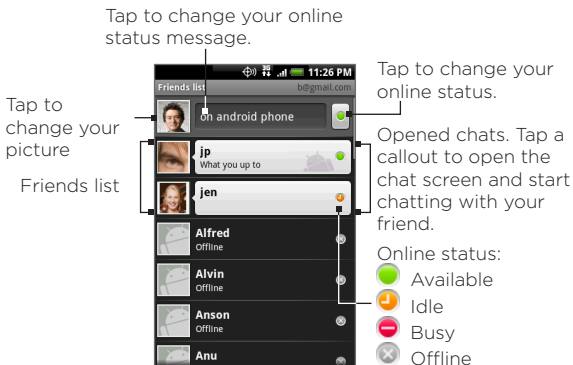 Tap to change your online
status message.
3G 11:26 PM
Friends list b@gmail.com
on android phone
Tap to change your
online status.
Tap to
change your
picture
Friends list
jp
What you up to
jen
Alfred
Offline
Alvin
Offline
Anson
Offline
Anu
Opened chats. Tap a
callout to open the
chat screen and start
chatting with your
friend.
Online status:
Available
Idle
Busy
Offline